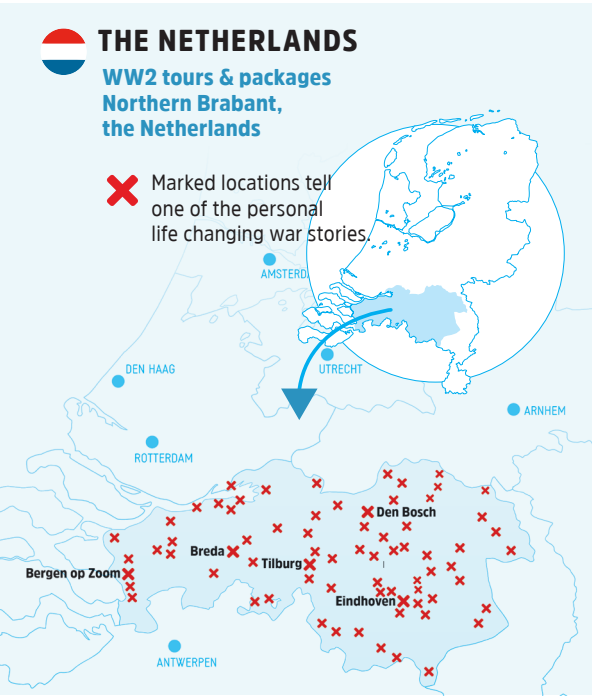 THE NETHERLANDS
WW2 tours & packages
Northern Brabant,
the Netherlands
Marked locations tell
one of the personal
life changing war stories.
AMSTERD
UTRECHT
DEN HAAG
ARNHEM
ROTTERDAM
Den Bosch
Breda
Tilburg
Bergen op Zoom
Eindhoven
ANTWERPEN